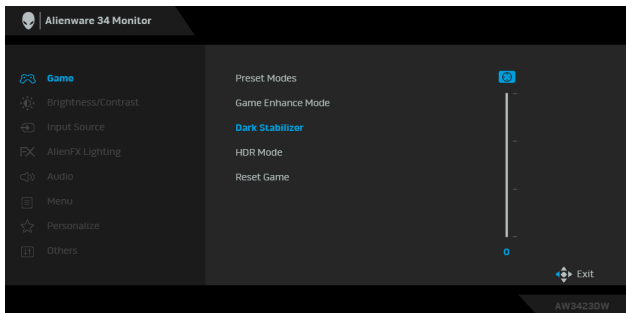 Alienware 34 Monitor
Game
Brightness/Contrast
Input Source
AlienFX Lighting
Audio
Menu
Personalize
Others
Preset Modes
Game Enhance Mode
Dark Stabilizer
HDR Mode
Reset Game
0
Exit
AW3423DW